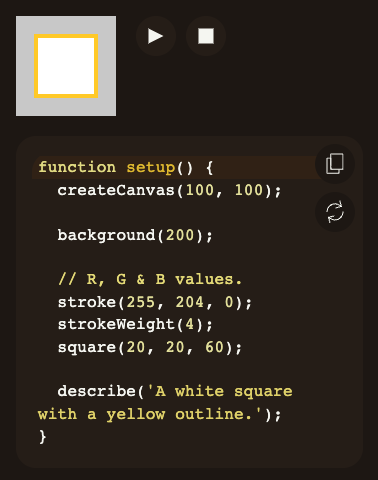 function setup() {
  createCanvas(100, 100);
  background(200);
  // R, G & B values.
  stroke(255, 204, 0);
  strokeWeight(4);
  square(20, 20, 60);
  describe('A white square
with a yellow outline.');
}